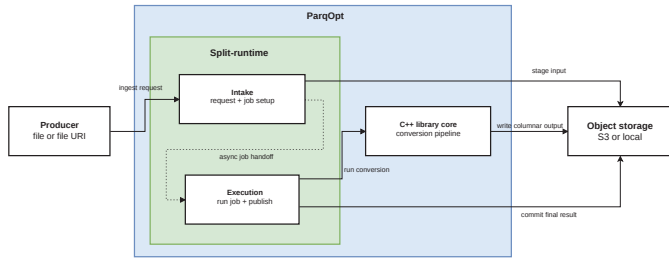 ParqOpt
Split-runtime
ingest request
Intake
request + job setup
stage input
Producer
file or file URI
C++ library core
conversion pipeline
write columnar output
Object storage
S3 or local
async job handoff
run conversion
Execution
run job + publish
commit final result